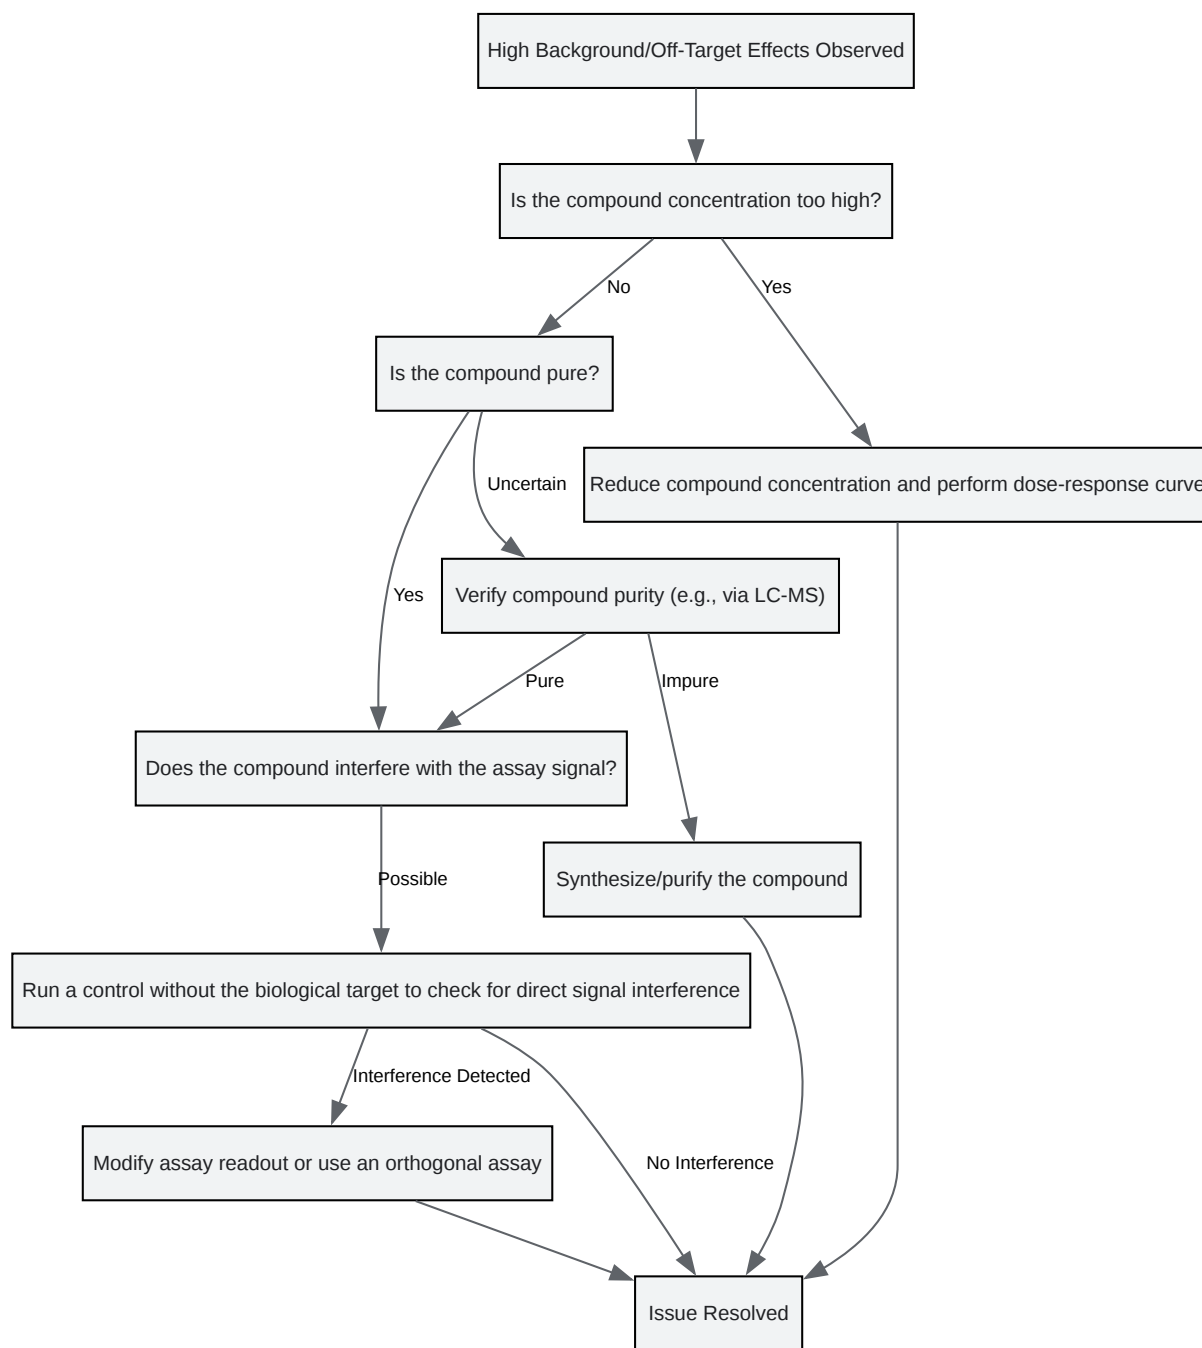 High Background/Off-Target Effects Observed
Is the compound concentration too high?
No
Yes
Is the compound pure?
Reduce compound concentration and perform dose-response curve
Uncertain
Yes
Verify compound purity (e.g., via LC-MS)
Pure
Impure
Does the compound interfere with the assay signal?
Possible
Synthesize/purify the compound
Run a control without the biological target to check for direct signal interference
Interference Detected
No Interference
Modify assay readout or use an orthogonal assay
Issue Resolved